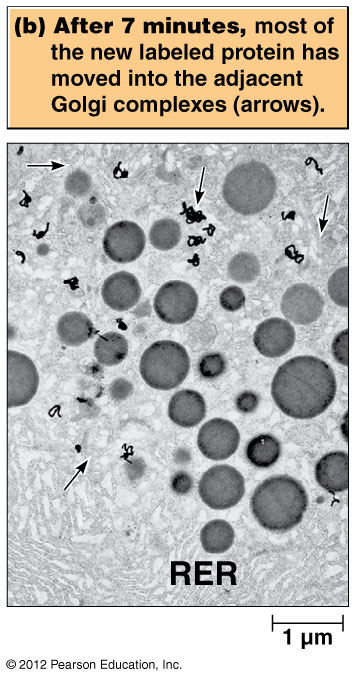 (b) After 7 minutes, most of
the new labeled protein has
moved into the adjacent
Golgi complexes (arrows).
RER
1 μm
© 2012 Pearson Education, Inc.